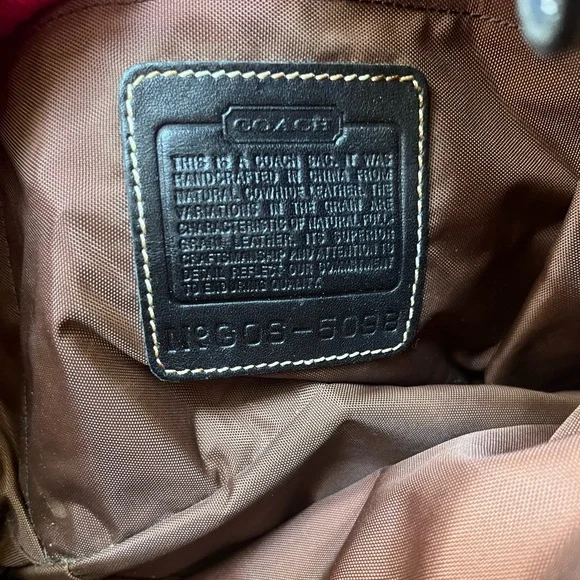 COACH
THIS IS A COACH BAG. IT WAS
HANDCRAFTED IN CHINA FROM
NATURAL COWHIDE LEATHER. THE
VARIATIONS IN THE GRAIN ARE
CHARACTERISTIC OF NATURAL FULL-
GRAIN LEATHER. ITS SUPERIOR
CRAFTSMANSHIP AND ATTENTION TO
DETAIL REFLECT OUR COMMITMENT
TO ENDURING QUALITY.
Nº G0S-5098